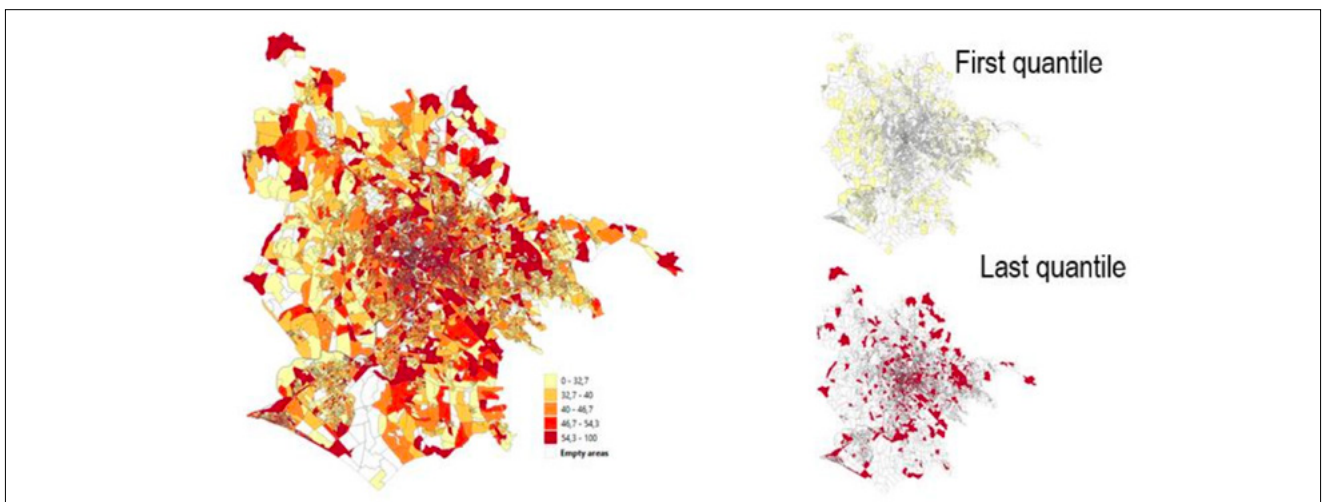 First quantile
Last quantile
0 - 32,7
32,7 - 40
40 - 46,7
46,7 - 54,3
54,3 - 100
Empty areas